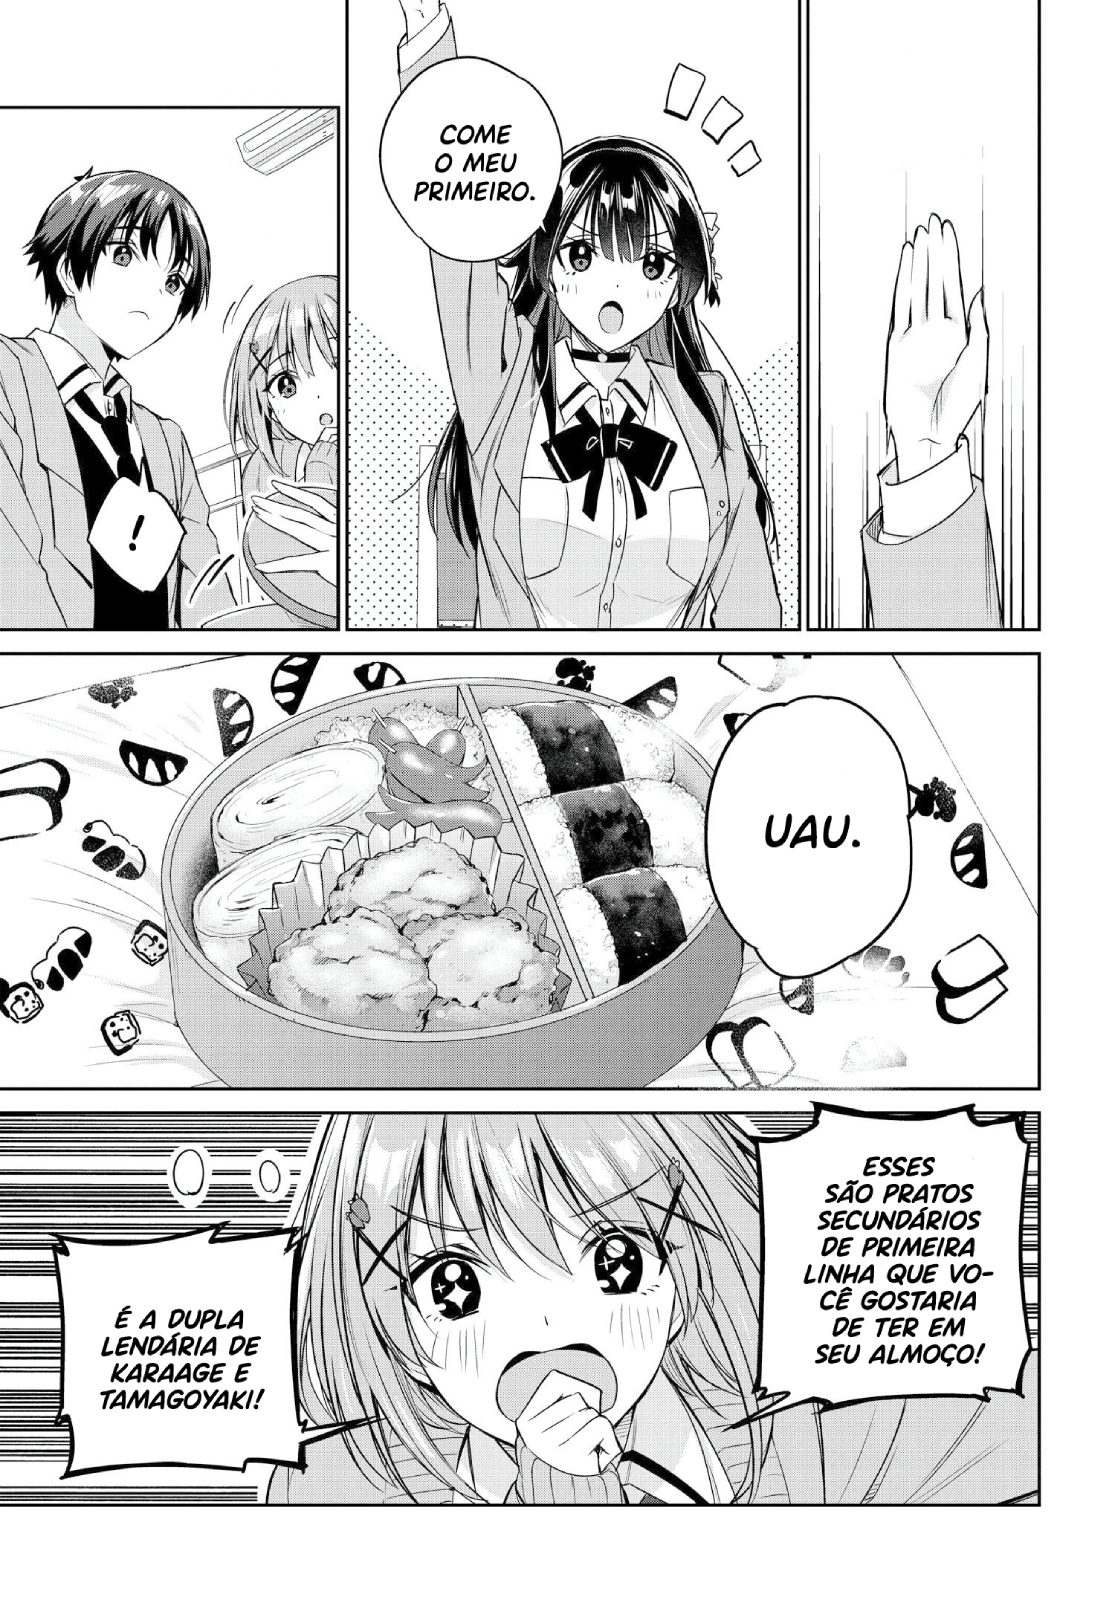 COME
O MEU
PRIMEIRO.
!
UAU.
ESSES
SÃO PRATOS
SECUNDÁRIOS
DE PRIMEIRA
LINHA QUE VO-
CÊ GOSTARIA
DE TER EM
SEU ALMOÇO!
É A DUPLA
LENDÁRIA DE
KARAAGE E
TAMAGOYAKI!